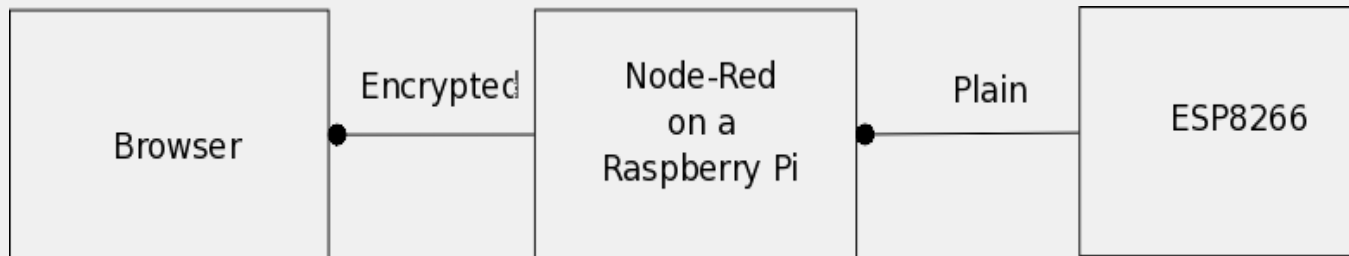 Browser
Encrypted
Node-Red
on a
Raspberry Pi
Plain
ESP8266